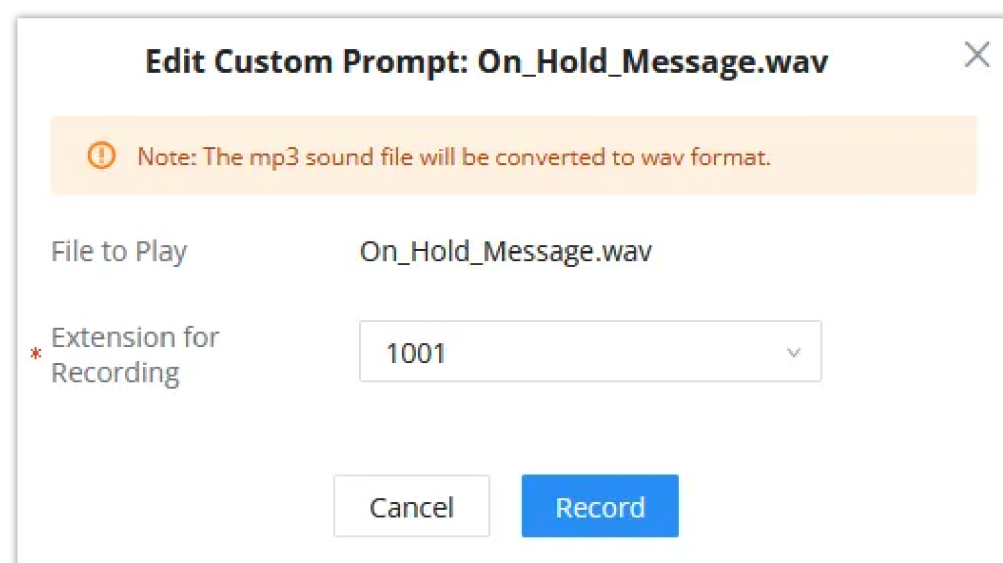 Edit Custom Prompt: On_Hold_Message.wav
Note: The mp3 sound file will be converted to wav format.
File to Play
On_Hold_Message.wav
* Extension for
Recording
1001
Cancel
Record